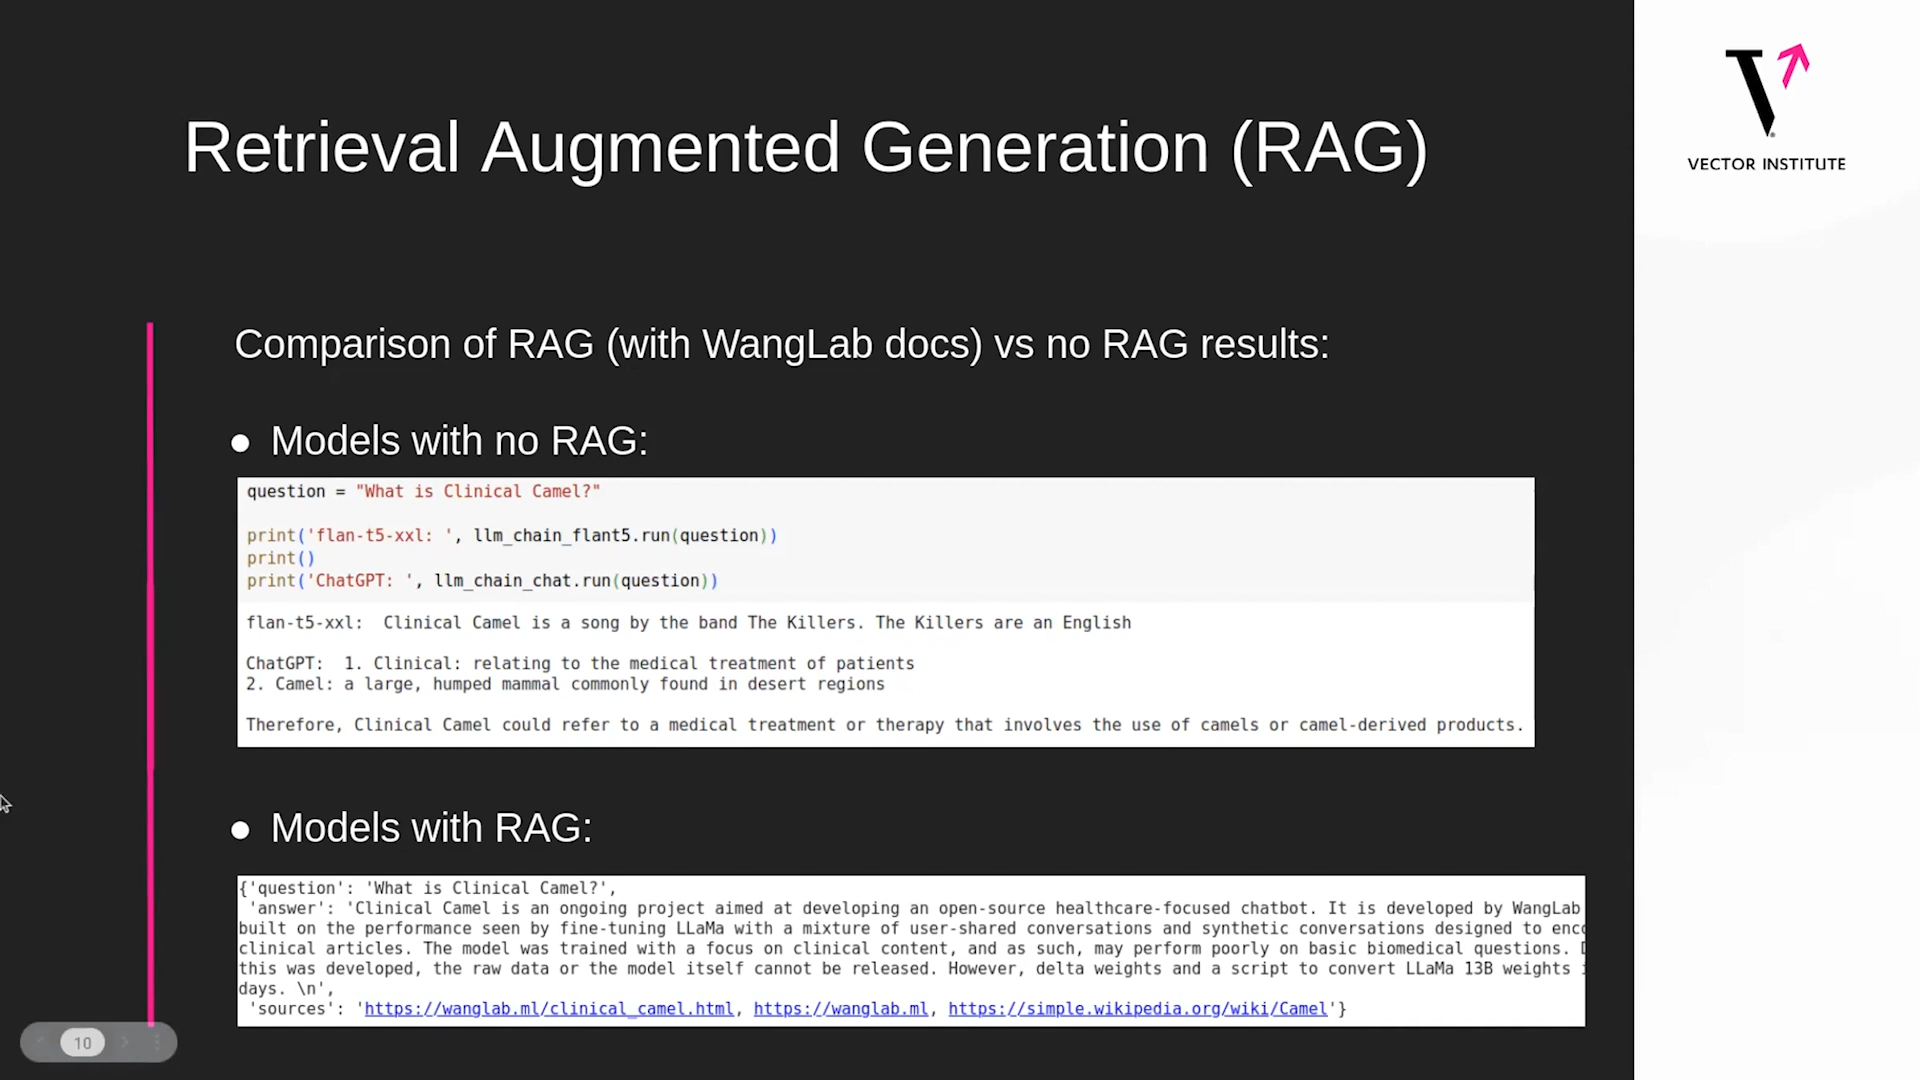 Retrieval Augmented Generation (RAG)
VECTOR INSTITUTE
Comparison of RAG (with WangLab docs) vs no RAG results:
● Models with no RAG:
question = "What is Clinical Camel?"
print('flan-t5-xxl: ', llm_chain_flant5.run(question))
print()
print('ChatGPT: ', llm_chain_chat.run(question))
flan-t5-xxl:  Clinical Camel is a song by the band The Killers. The Killers are an English
ChatGPT:  1. Clinical: relating to the medical treatment of patients
2. Camel: a large, humped mammal commonly found in desert regions
Therefore, Clinical Camel could refer to a medical treatment or therapy that involves the use of camels or camel-derived products.
● Models with RAG:
{'question': 'What is Clinical Camel?',
'answer': 'Clinical Camel is an ongoing project aimed at developing an open-source healthcare-focused chatbot. It is developed by WangLab
built on the performance seen by fine-tuning LLaMa with a mixture of user-shared conversations and synthetic conversations designed to enc
clinical articles. The model was trained with a focus on clinical content, and as such, may perform poorly on basic biomedical questions.
this was developed, the raw data or the model itself cannot be released. However, delta weights and a script to convert LLaMa 13B weights
days. \n',
'sources': 'https://wanglab.ml/clinical_camel.html, https://wanglab.ml, https://simple.wikipedia.org/wiki/Camel'}
10